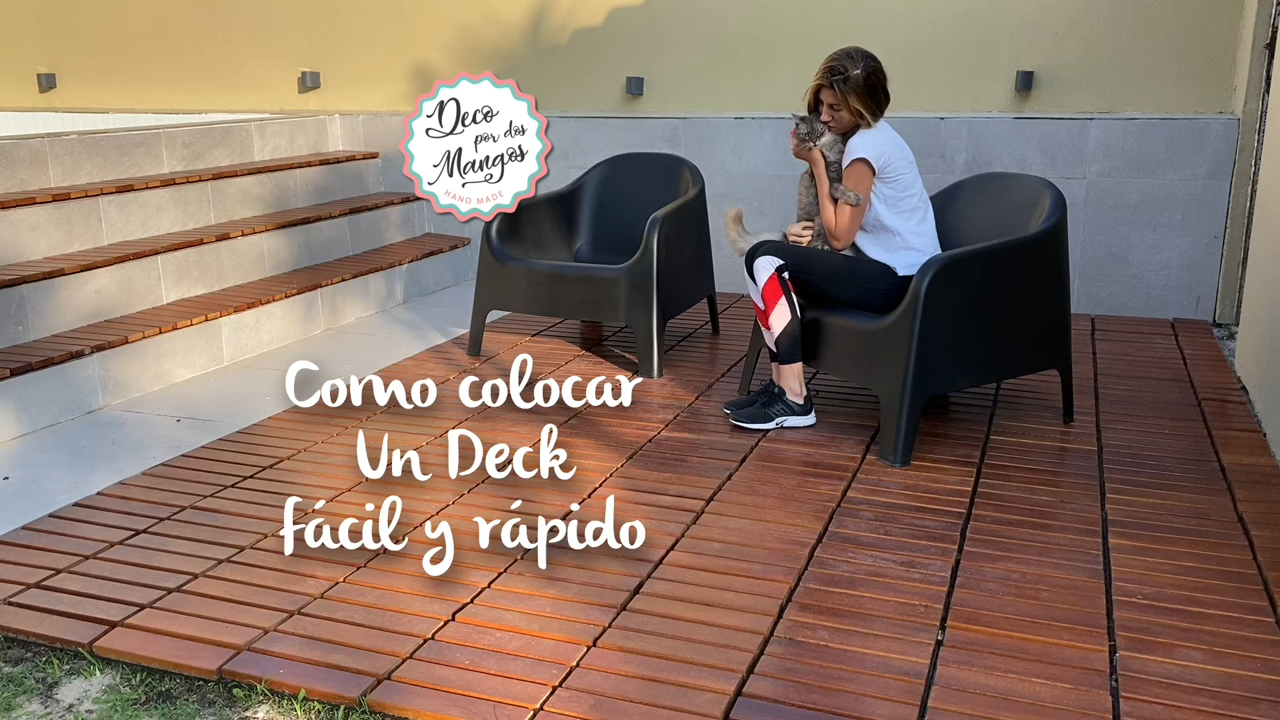 Deco
por dos
Mangos
HAND MADE
Como colocar
Un Deck
fácil y rápido